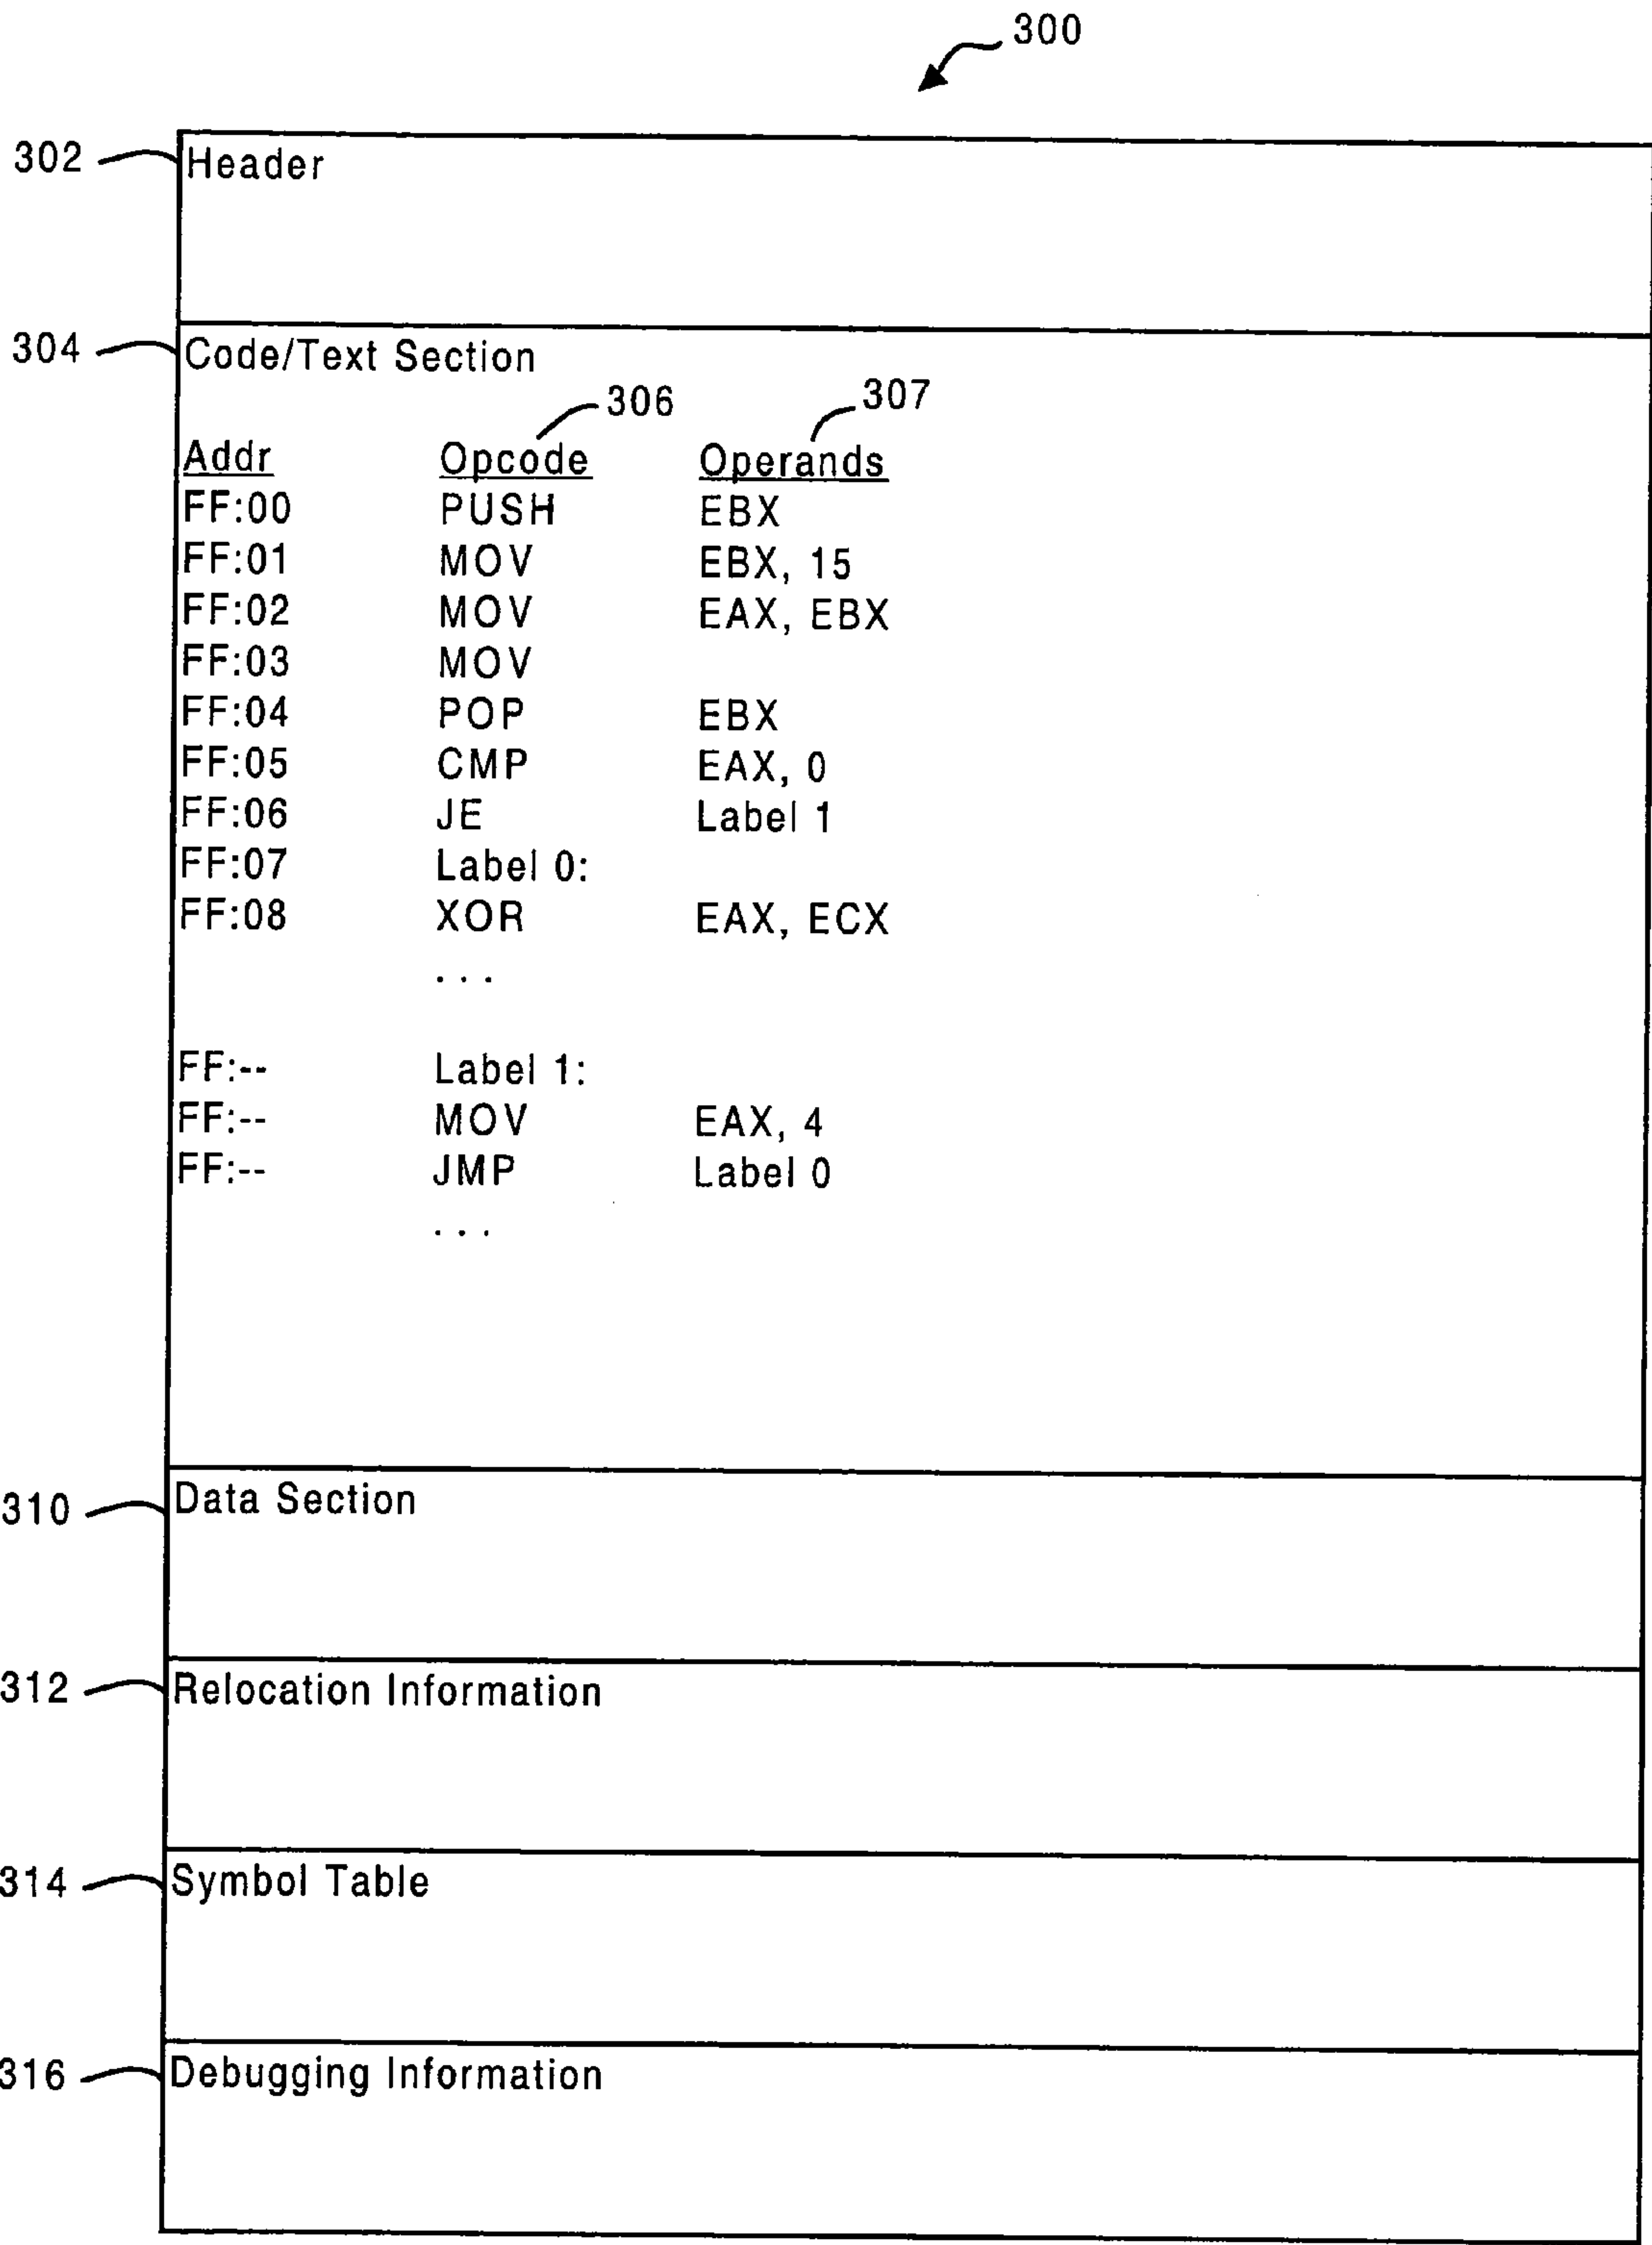 300
302 Header
304 Code/Text Section
306 307
Addr Opcode Operands
FF:00 PUSH EBX
FF:01 MOV EBX, 15
FF:02 MOV EAX, EBX
FF:03 MOV
FF:04 POP EBX
FF:05 CMP EAX, 0
FF:06 JE Label 1
FF:07 Label 0:
FF:08 XOR EAX, ECX
. . .
FF:-- Label 1:
FF:-- MOV EAX, 4
FF:-- JMP Label 0
. . .
310 Data Section
312 Relocation Information
314 Symbol Table
316 Debugging Information